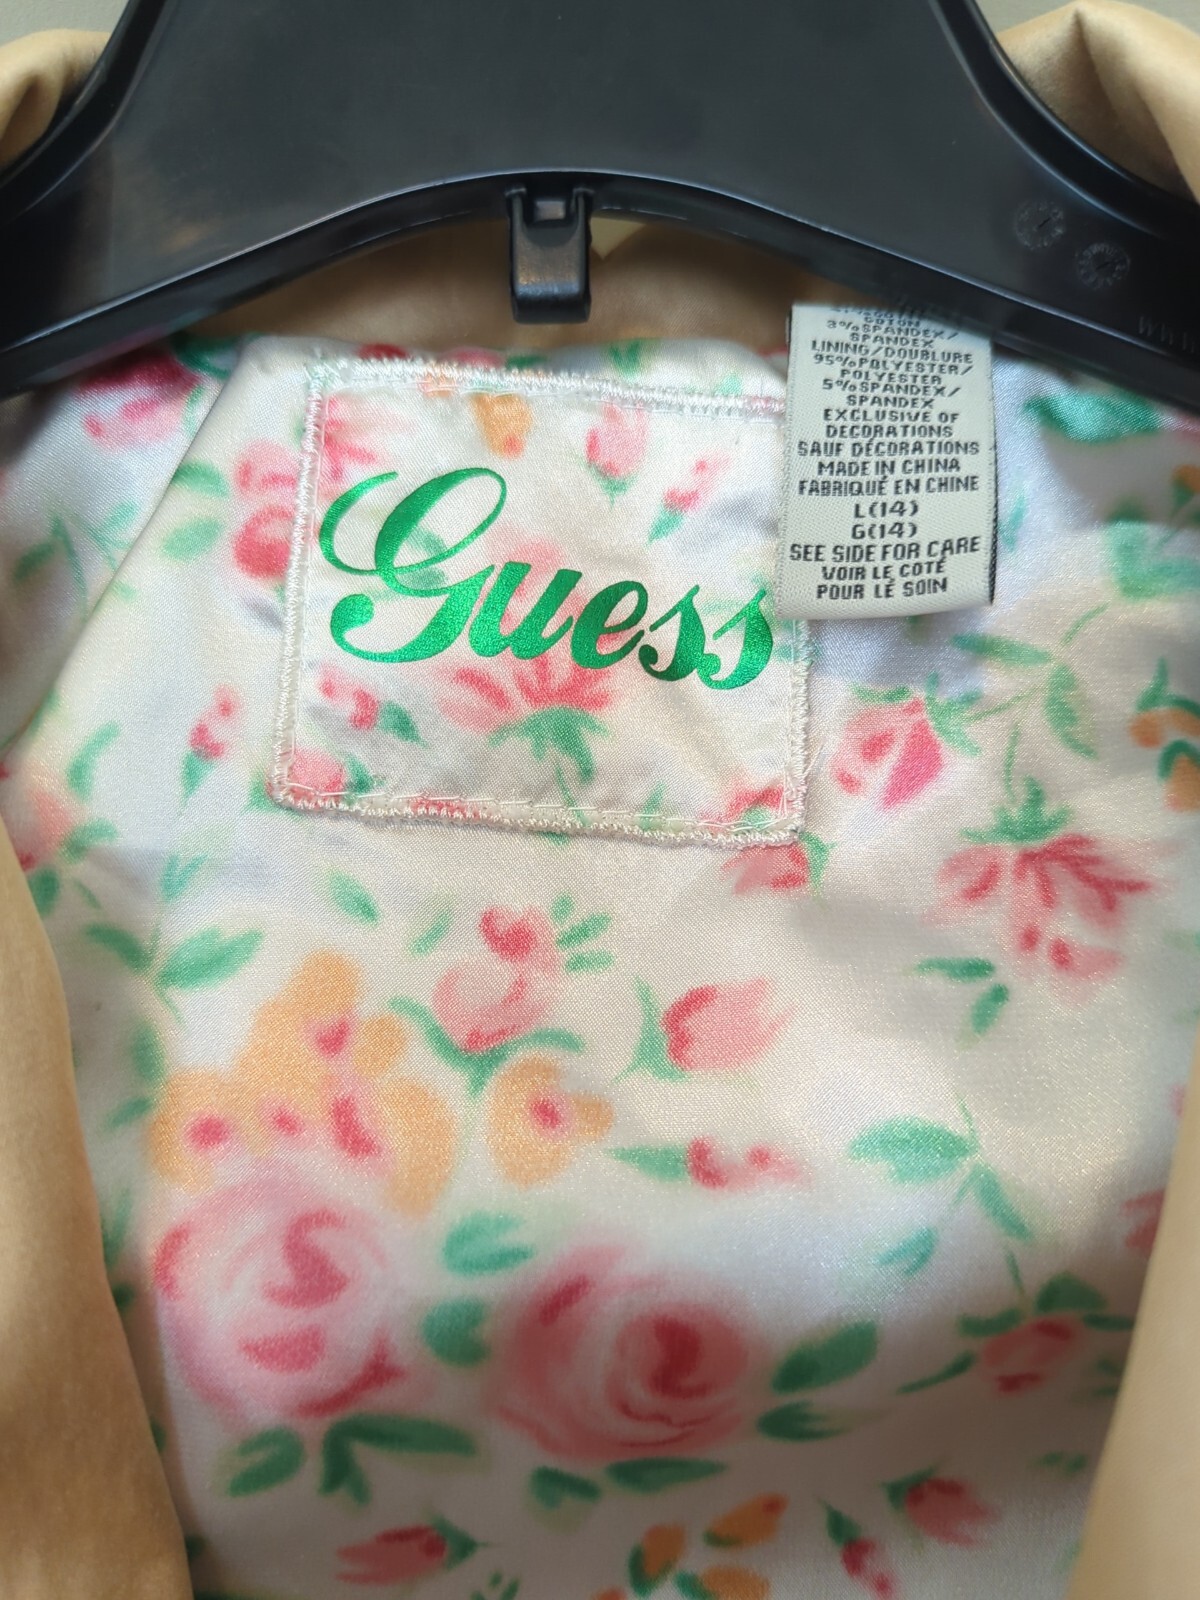 Guess
COTON
3% SPANDEX/
SPANDEX
LINING/DOUBLURE
95% POLYESTER/
POLYESTER
5% SPANDEX/
SPANDEX
EXCLUSIVE OF
DECORATIONS
SAUF DÉCORATIONS
MADE IN CHINA
FABRIQUÉ EN CHINE
L(14)
G(14)
SEE SIDE FOR CARE
VOIR LE COTÉ
POUR LE SOIN